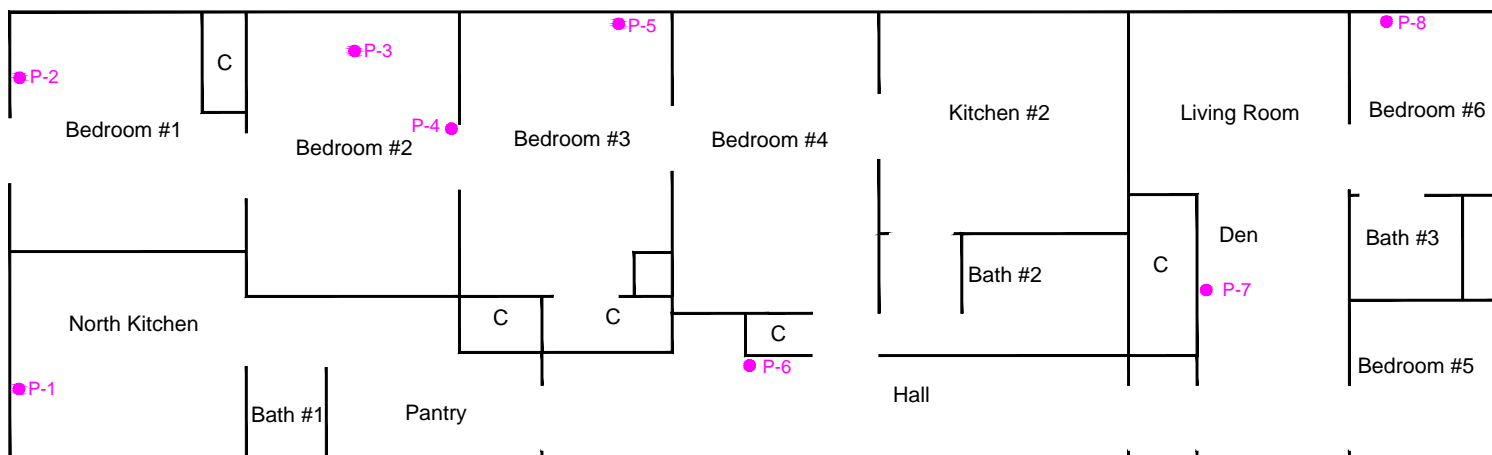 P-5
P-8
P-3
C
P-2
Kitchen #2
Living Room
Bedroom #6
Bedroom #1
P-4
Bedroom #2
Bedroom #3
Bedroom #4
Den
Bath #3
C
Bath #2
P-7
North Kitchen
C
C
C
P-6
Bedroom #5
P-1
Hall
Bath #1
Pantry